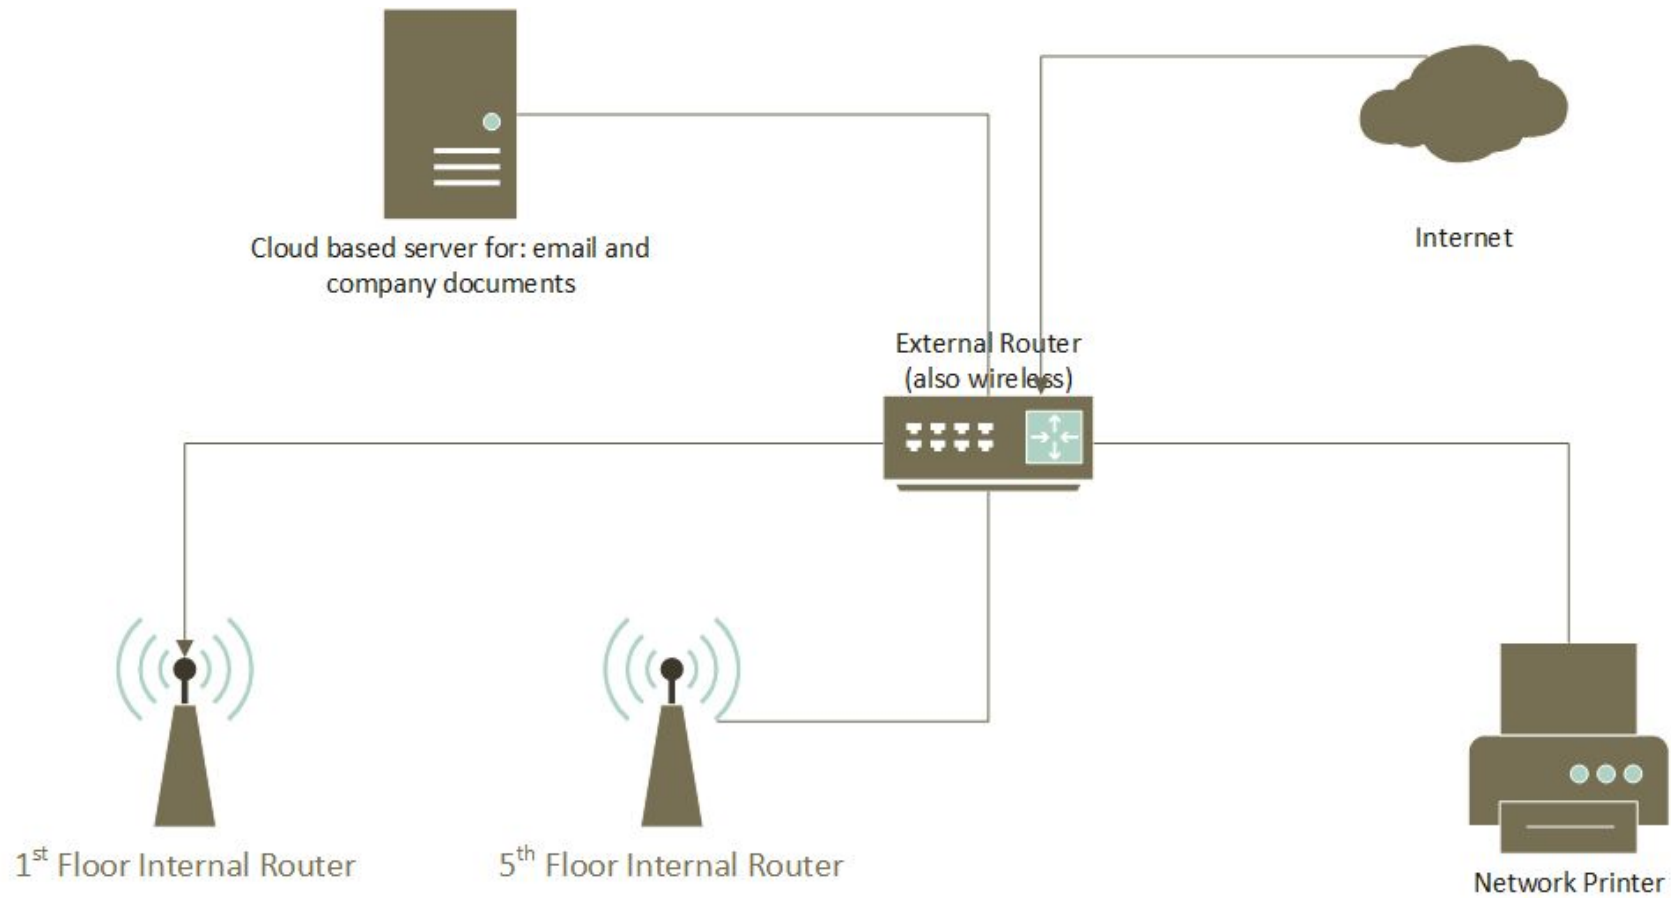 Cloud based server for: email and
company documents
Internet
External Router
(also wireless)
1st Floor Internal Router
5th Floor Internal Router
Network Printer